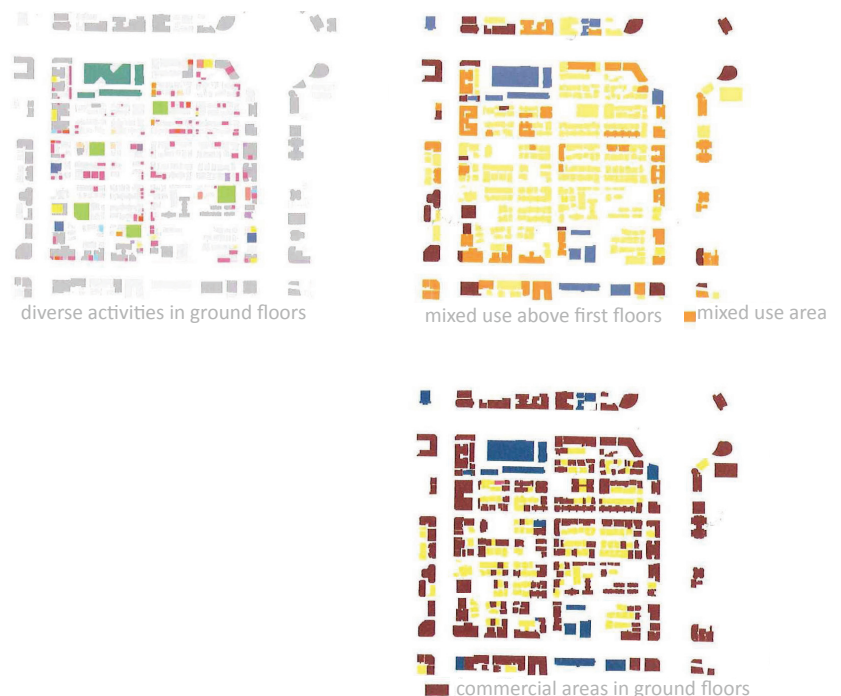 diverse activities in ground floors
mixed use above first floors
mixed use area
commercial areas in ground floors